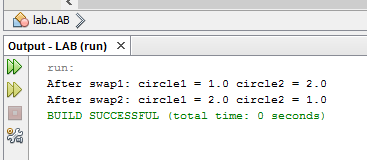 lab.LAB
Output - LAB (run)
run:
After swap1: circle1 = 1.0 circle2 = 2.0
After swap2: circle1 = 2.0 circle2 = 1.0
BUILD SUCCESSFUL (total time: 0 seconds)